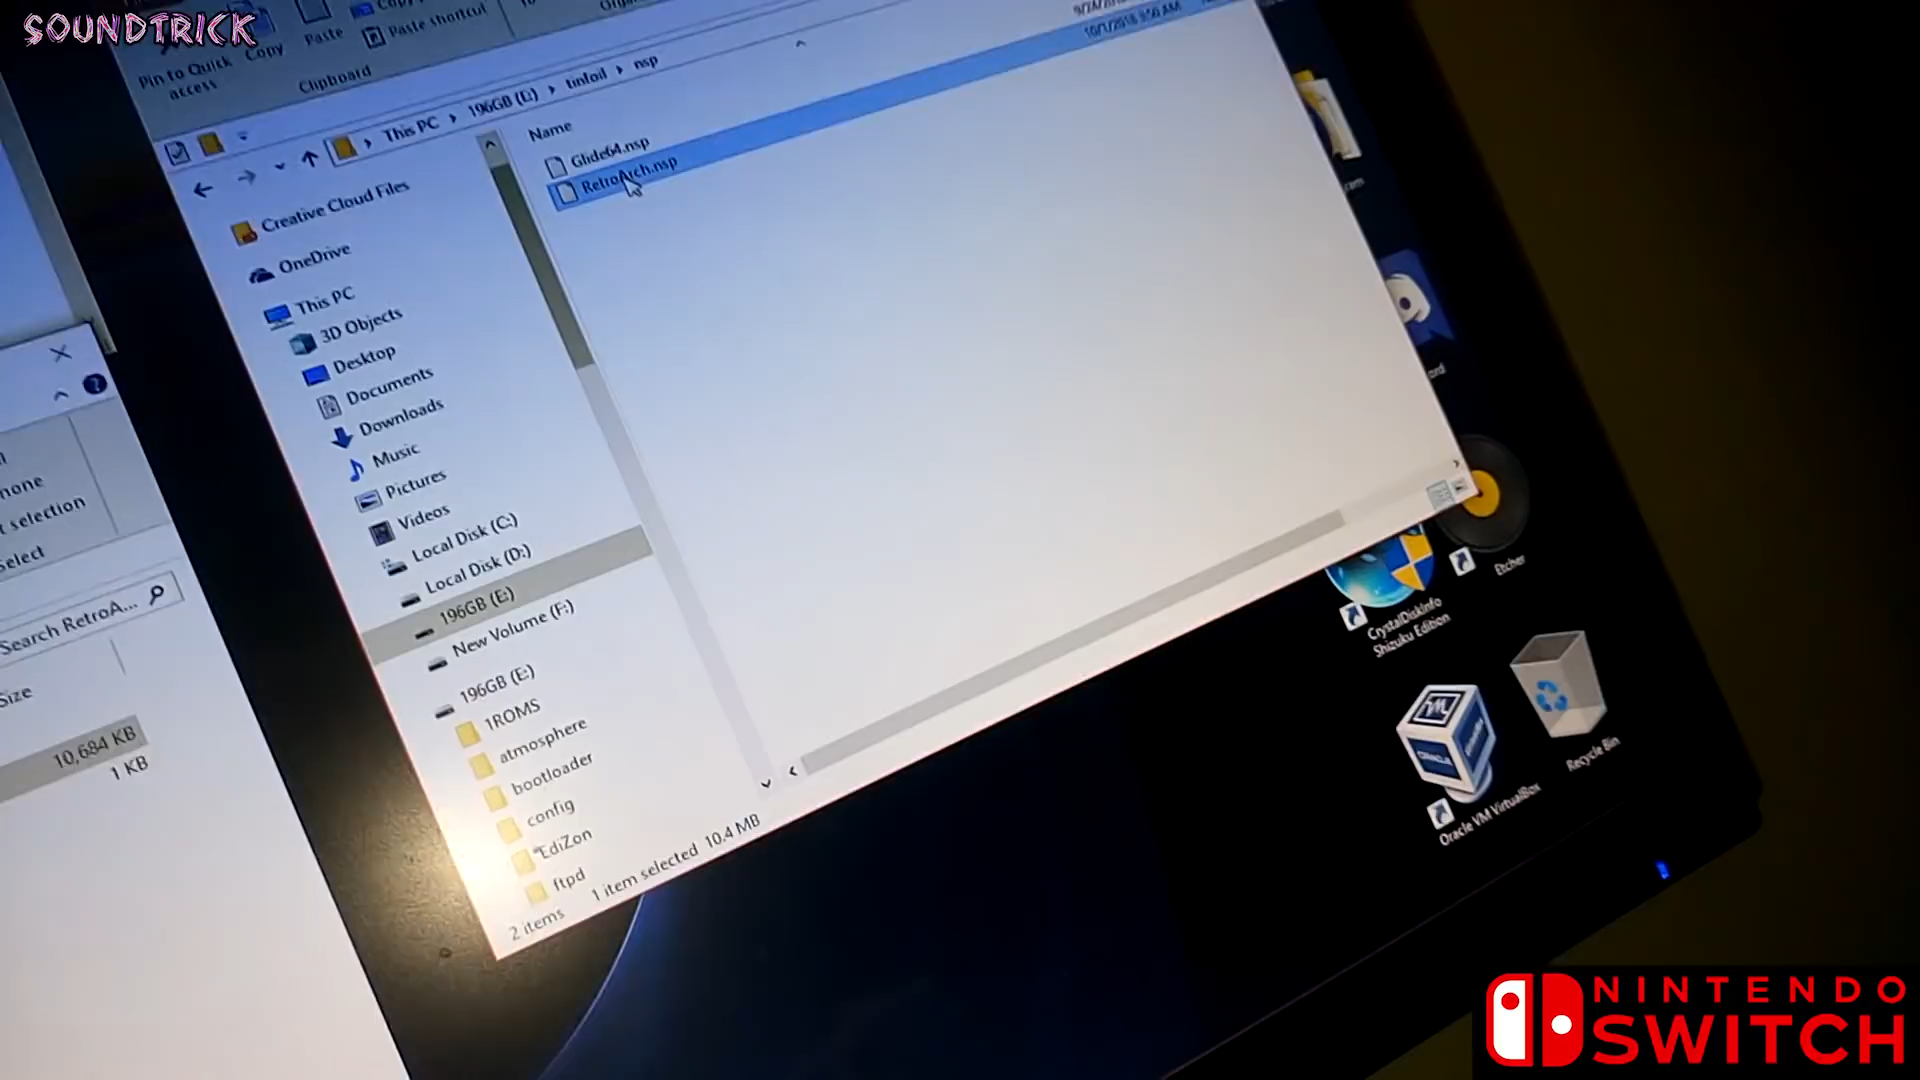 SOUNDTRICK
Pin to Quick
access
Copy
Paste
Paste shortcut
Clipboard
This PC > 196GB (E:) > tinfoil > nsp
Name
Glide64.nsp
RetroArch.nsp
Creative Cloud Files
OneDrive
This PC
3D Objects
Desktop
Documents
Downloads
Music
Pictures
Videos
Local Disk (C:)
Local Disk (D:)
196GB (E:)
New Volume (F:)
196GB (E:)
1ROMS
atmosphere
bootloader
config
EdiZon
ftpd
2 items 1 item selected 10.4 MB
selection
Search RetroA...
Size
10,684 KB
1 KB
Etcher
CrystalDiskInfo
Shizuku Edition
Oracle VM VirtualBox
Recycle Bin
NINTENDO
SWITCH